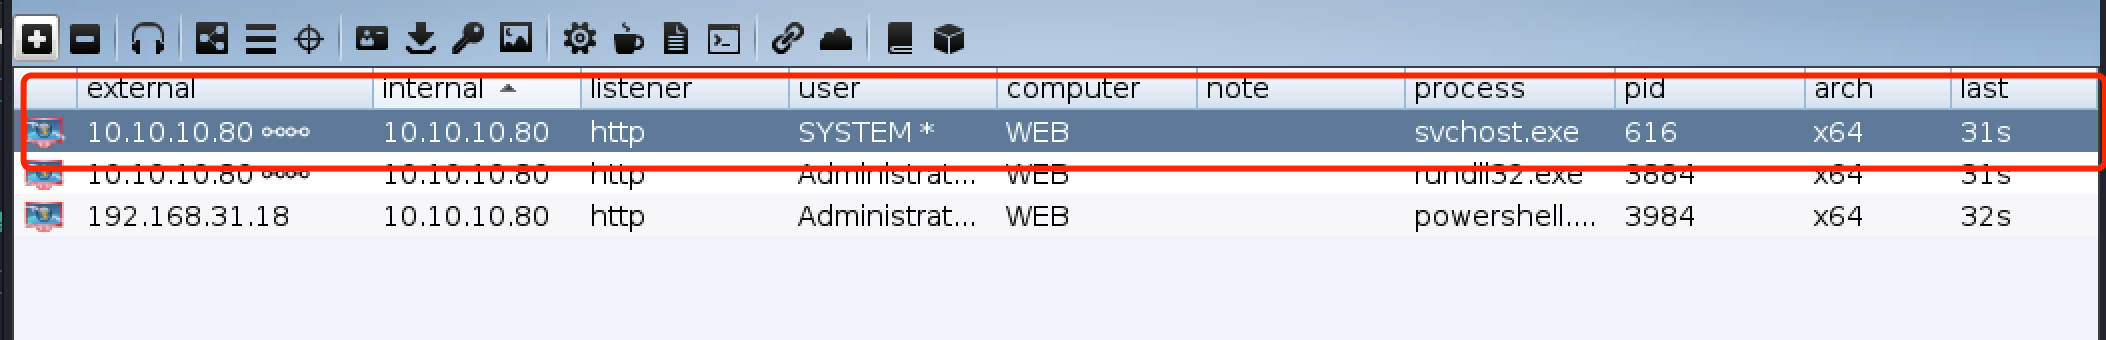 external internal listener user computer note process pid arch last
10.10.10.80 10.10.10.80 http SYSTEM * WEB svchost.exe 616 x64 31s
10.10.10.80 10.10.10.80 http Administrat... WEB rundll32.exe 3884 x64 31s
192.168.31.18 10.10.10.80 http Administrat... WEB powershell.... 3984 x64 32s